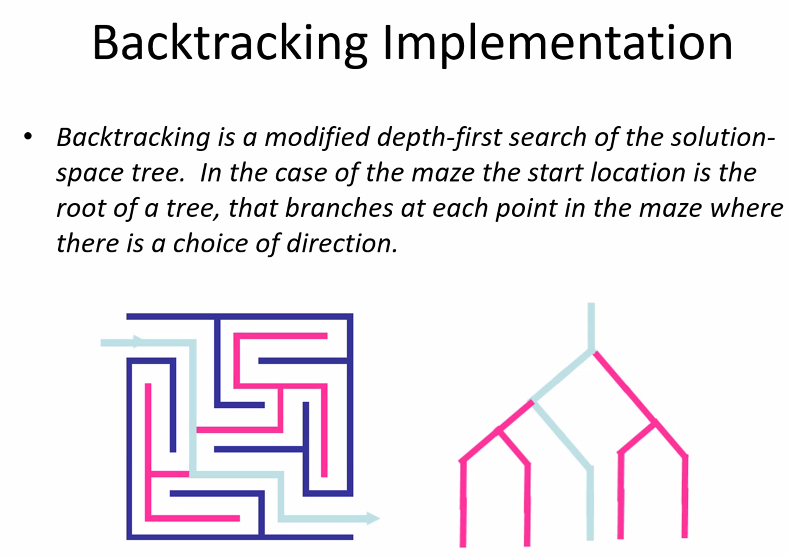 Backtracking Implementation
• Backtracking is a modified depth-first search of the solution-
space tree.  In the case of the maze the start location is the
root of a tree, that branches at each point in the maze where
there is a choice of direction.